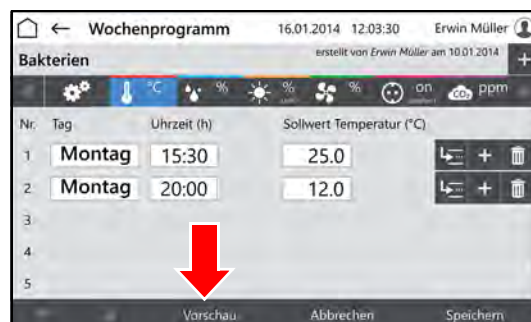 Wochenprogramm 16.01.2014 12:03:30 Erwin Müller
Bakterien erstellt von Erwin Müller am 10.01.2014 +
°C % % % on ppm
CO₂
Nr. Tag Uhrzeit (h) Sollwert Temperatur (°C)
1 Montag 15:30 25.0 +
2 Montag 20:00 12.0 +
3
4
5
Vorschau Abbrechen Speichern